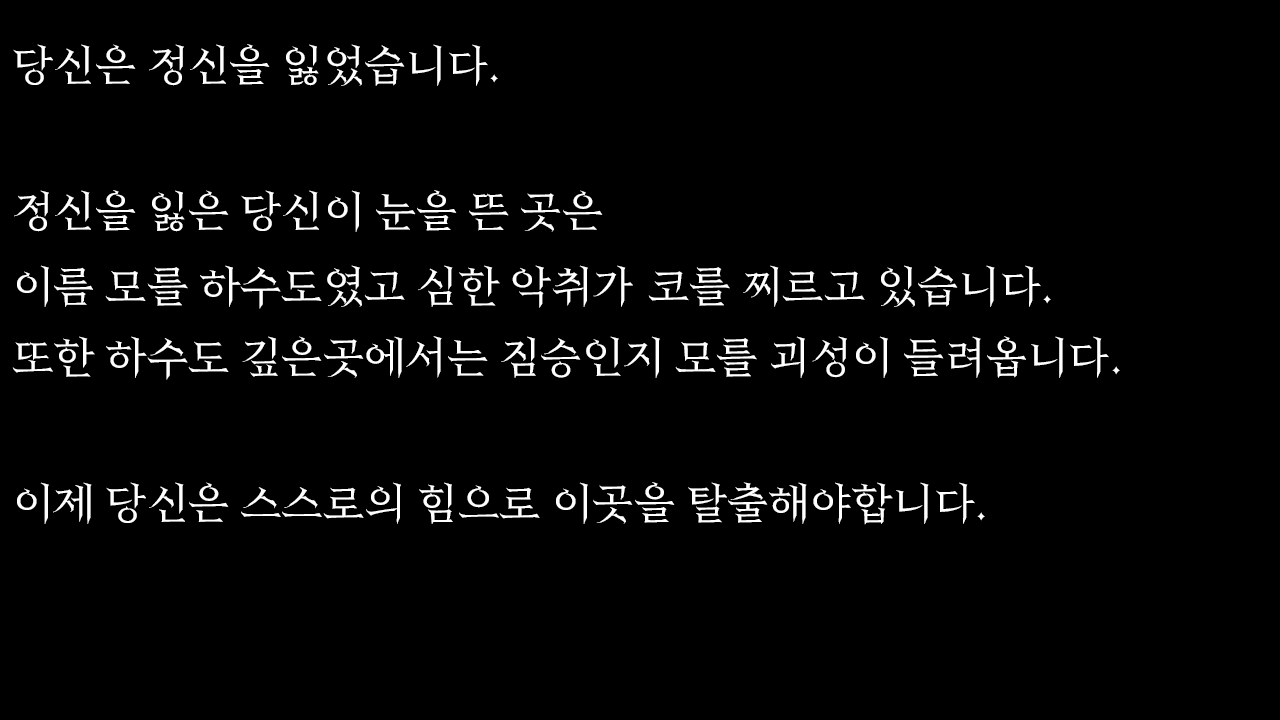 당신은 정신을 잃었습니다.
정신을 잃은 당신이 눈을 뜬 곳은
이름 모를 하수도였고 심한 악취가 코를 찌르고 있습니다.
또한 하수도 깊은곳에서는 짐승인지 모를 괴성이 들려옵니다.
이제 당신은 스스로의 힘으로 이곳을 탈출해야합니다.